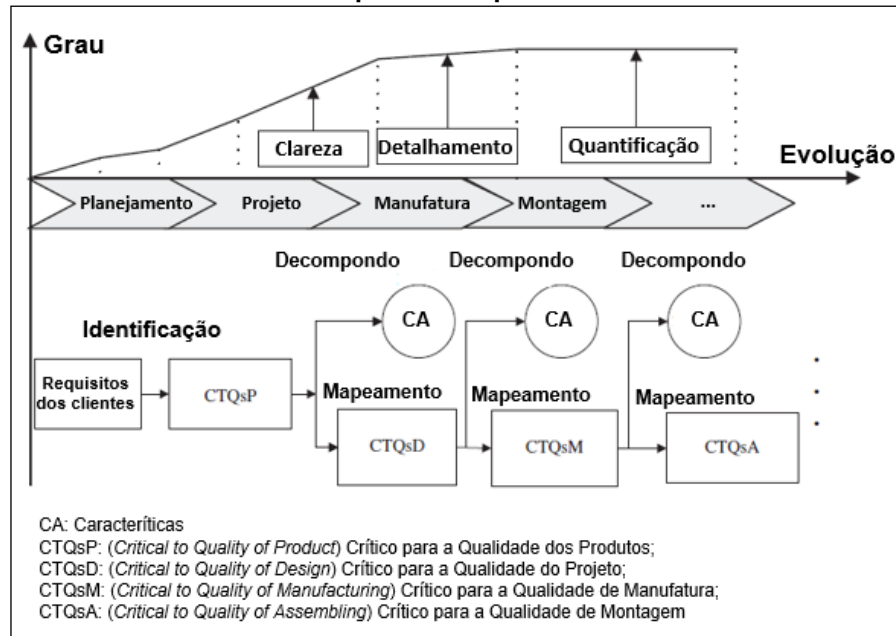 Grau
Clareza
Detalhamento
Quantificação
Evolução
Planejamento
Projeto
Manufatura
Montagem
...
Decompondo
Decompondo
Decompondo
CA
CA
CA
Identificação
Requisitos
dos clientes
CTQsP
Mapeamento
Mapeamento
Mapeamento
CTQsD
CTQsM
CTQsA
CA: Carateríticas
CTQsP: (Critical to Quality of Product) Crítico para a Qualidade dos Produtos;
CTQsD: (Critical to Quality of Design) Crítico para a Qualidade do Projeto;
CTQsM: (Critical to Quality of Manufacturing) Crítico para a Qualidade de Manufatura;
CTQsA: (Critical to Quality of Assembling) Crítico para a Qualidade de Montagem